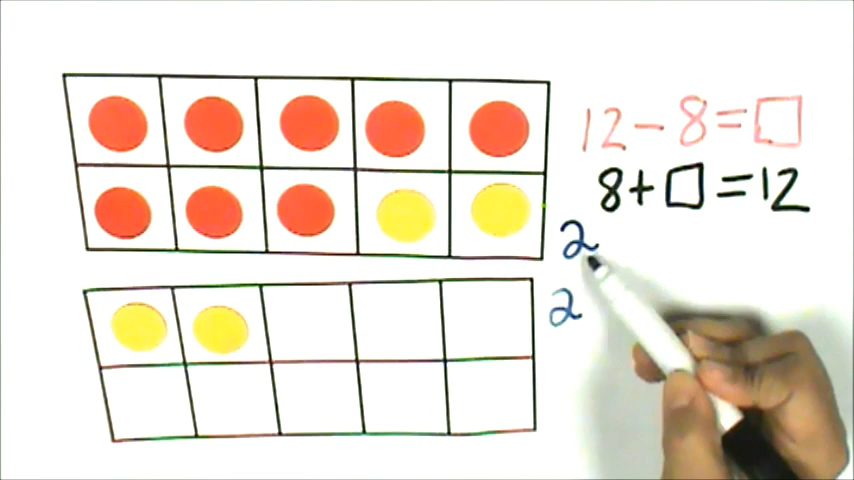 12 - 8 = □
8 + □ = 12
2
2